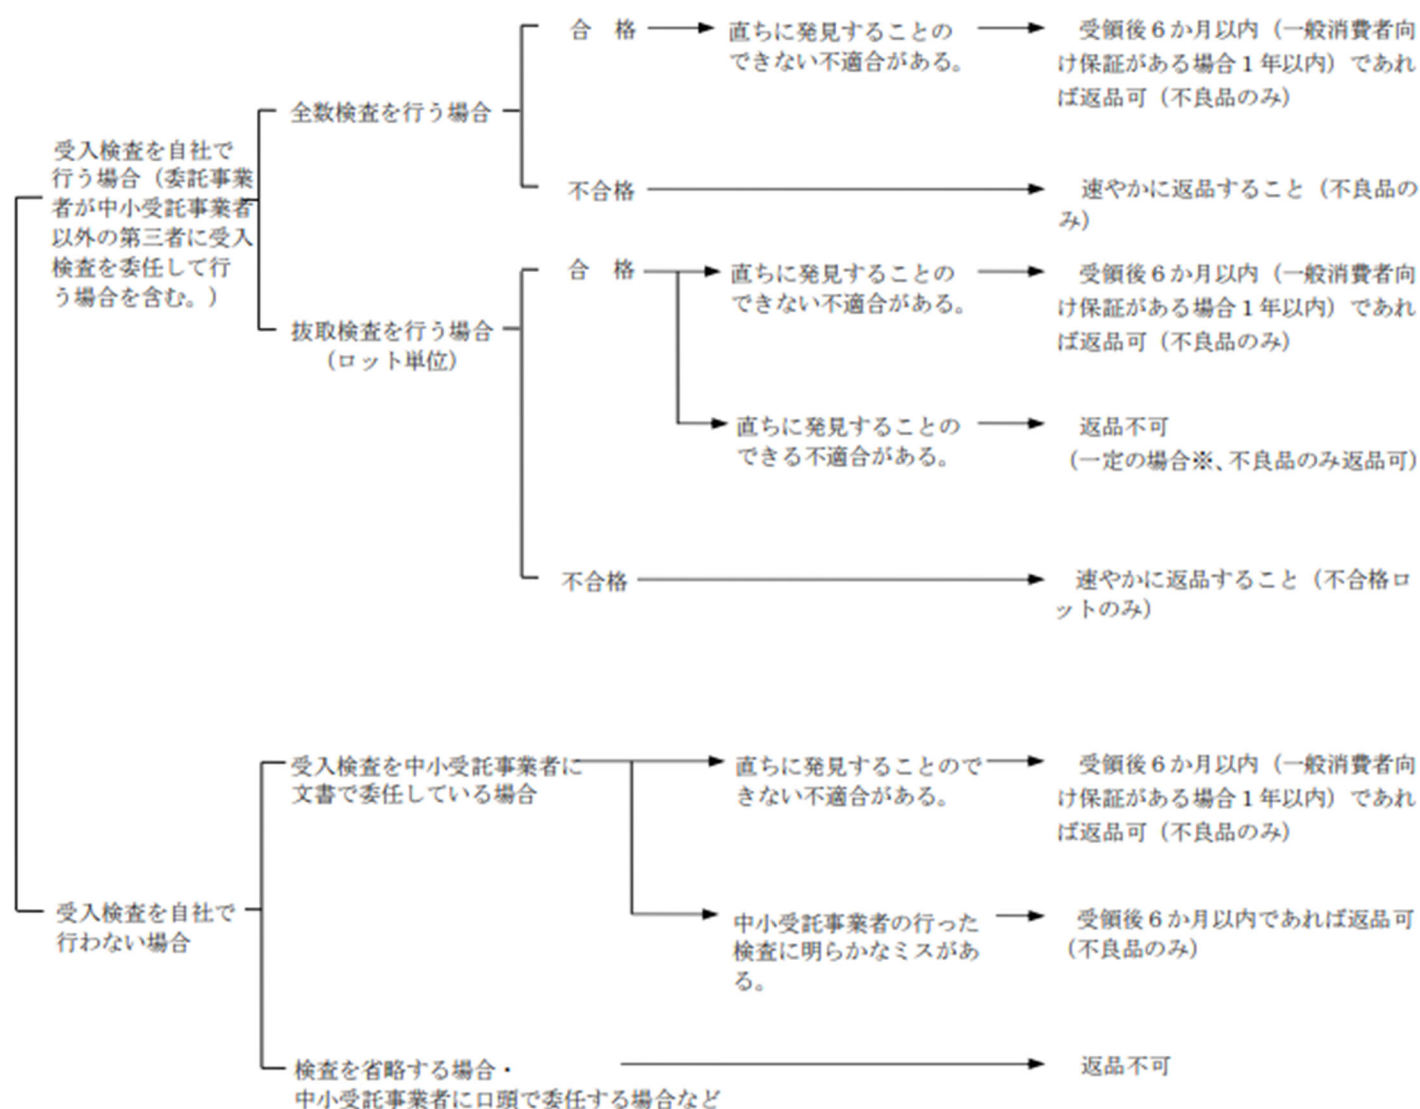 受入検査を自社で
行う場合（委託事業
者が中小受託事業者
以外の第三者に受入
検査を委任して行
う場合を含む。）
全数検査を行う場合
合　格
直ちに発見することの
できない不適合がある。
受領後６か月以内（一般消費者向
け保証がある場合１年以内）であれ
ば返品可（不良品のみ）
不合格
速やかに返品すること（不良品の
み）
抜取検査を行う場合
（ロット単位）
合　格
直ちに発見することの
できない不適合がある。
受領後６か月以内（一般消費者向
け保証がある場合１年以内）であれ
ば返品可（不良品のみ）
直ちに発見することの
できる不適合がある。
返品不可
（一定の場合※、不良品のみ返品可）
不合格
速やかに返品すること（不合格ロ
ットのみ）
受入検査を自社で
行わない場合
受入検査を中小受託事業者に
文書で委任している場合
直ちに発見することので
きない不適合がある。
受領後６か月以内（一般消費者向
け保証がある場合１年以内）であれ
ば返品可（不良品のみ）
中小受託事業者の行った
検査に明らかなミスがあ
る。
受領後６か月以内であれば返品可
（不良品のみ）
検査を省略する場合・
中小受託事業者に口頭で委任する場合など
返品不可